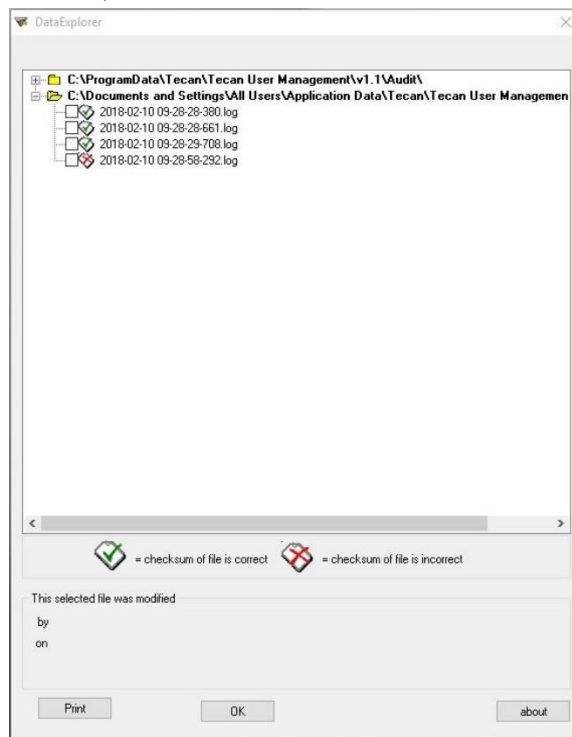 DataExplorer
C:\ProgramData\Tecan\Tecan User Management\v1.1\Audit\
C:\Documents and Settings\All Users\Application Data\Tecan\Tecan User Managemen
2018-02-10 09-28-28-380.log
2018-02-10 09-28-28-661.log
2018-02-10 09-28-29-708.log
2018-02-10 09-28-58-292.log
= checksum of file is correct = checksum of file is incorrect
This selected file was modified
by
on
Print OK about